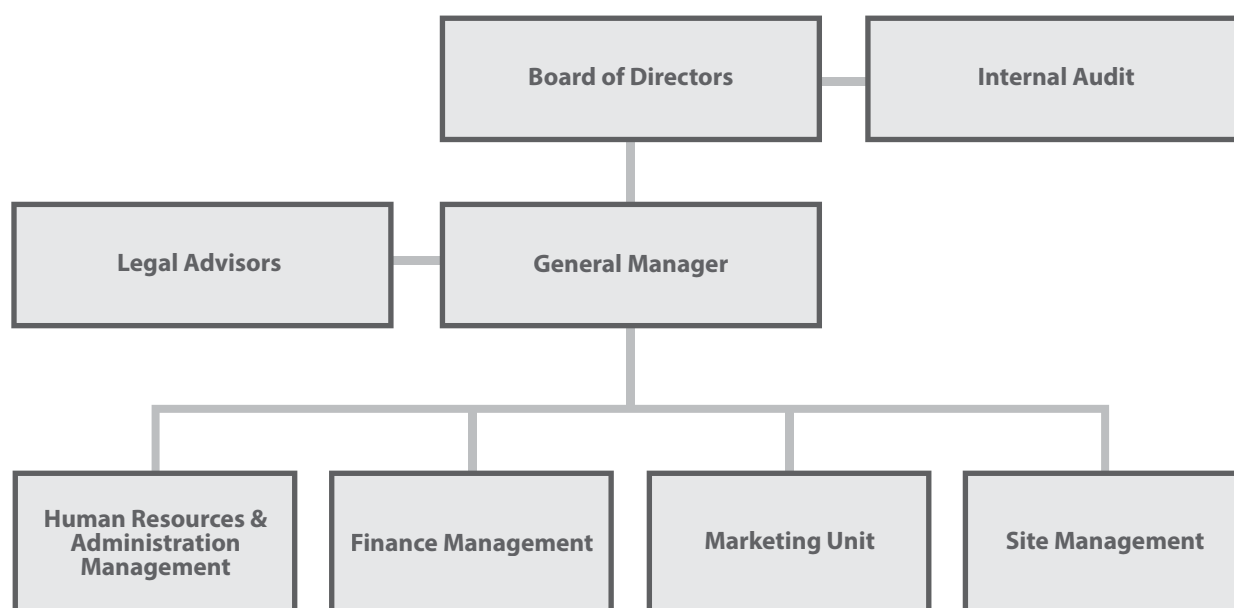 Board of Directors
Internal Audit
Legal Advisors
General Manager
Human Resources &
Administration
Management
Finance Management
Marketing Unit
Site Management